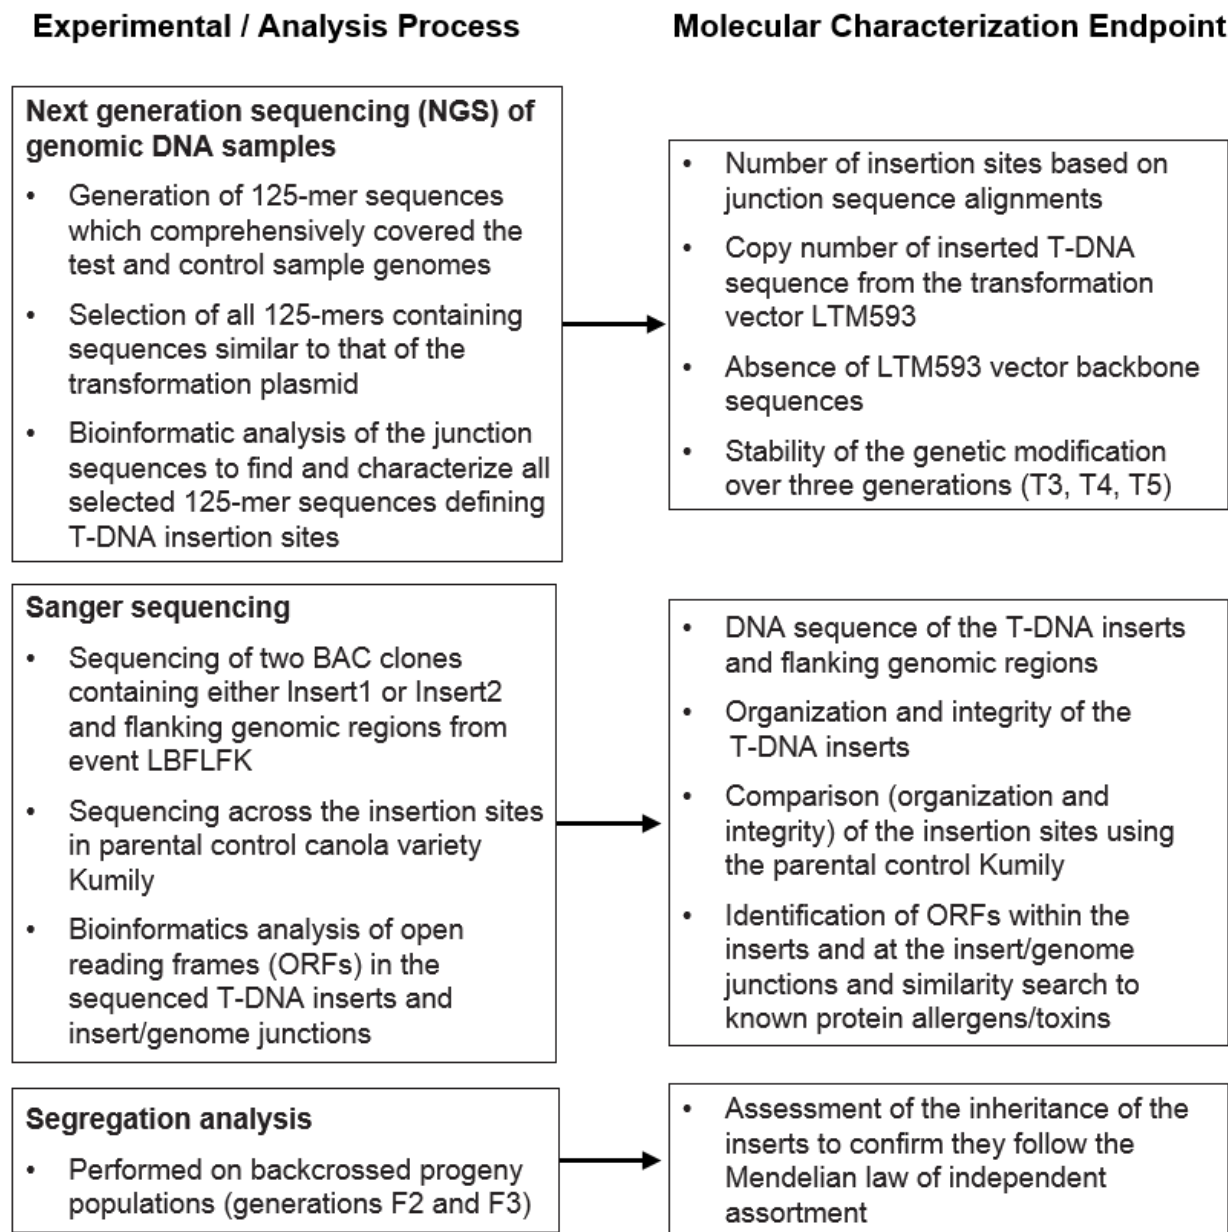 Experimental / Analysis Process
Molecular Characterization Endpoint
Next generation sequencing (NGS) of
genomic DNA samples
• Generation of 125-mer sequences
which comprehensively covered the
test and control sample genomes
• Selection of all 125-mers containing
sequences similar to that of the
transformation plasmid
• Bioinformatic analysis of the junction
sequences to find and characterize all
selected 125-mer sequences defining
T-DNA insertion sites
• Number of insertion sites based on
junction sequence alignments
• Copy number of inserted T-DNA
sequence from the transformation
vector LTM593
• Absence of LTM593 vector backbone
sequences
• Stability of the genetic modification
over three generations (T3, T4, T5)
Sanger sequencing
• Sequencing of two BAC clones
containing either Insert1 or Insert2
and flanking genomic regions from
event LBFLFK
• Sequencing across the insertion sites
in parental control canola variety
Kumily
• Bioinformatics analysis of open
reading frames (ORFs) in the
sequenced T-DNA inserts and
insert/genome junctions
• DNA sequence of the T-DNA inserts
and flanking genomic regions
• Organization and integrity of the
T-DNA inserts
• Comparison (organization and
integrity) of the insertion sites using
the parental control Kumily
• Identification of ORFs within the
inserts and at the insert/genome
junctions and similarity search to
known protein allergens/toxins
Segregation analysis
• Performed on backcrossed progeny
populations (generations F2 and F3)
• Assessment of the inheritance of the
inserts to confirm they follow the
Mendelian law of independent
assortment